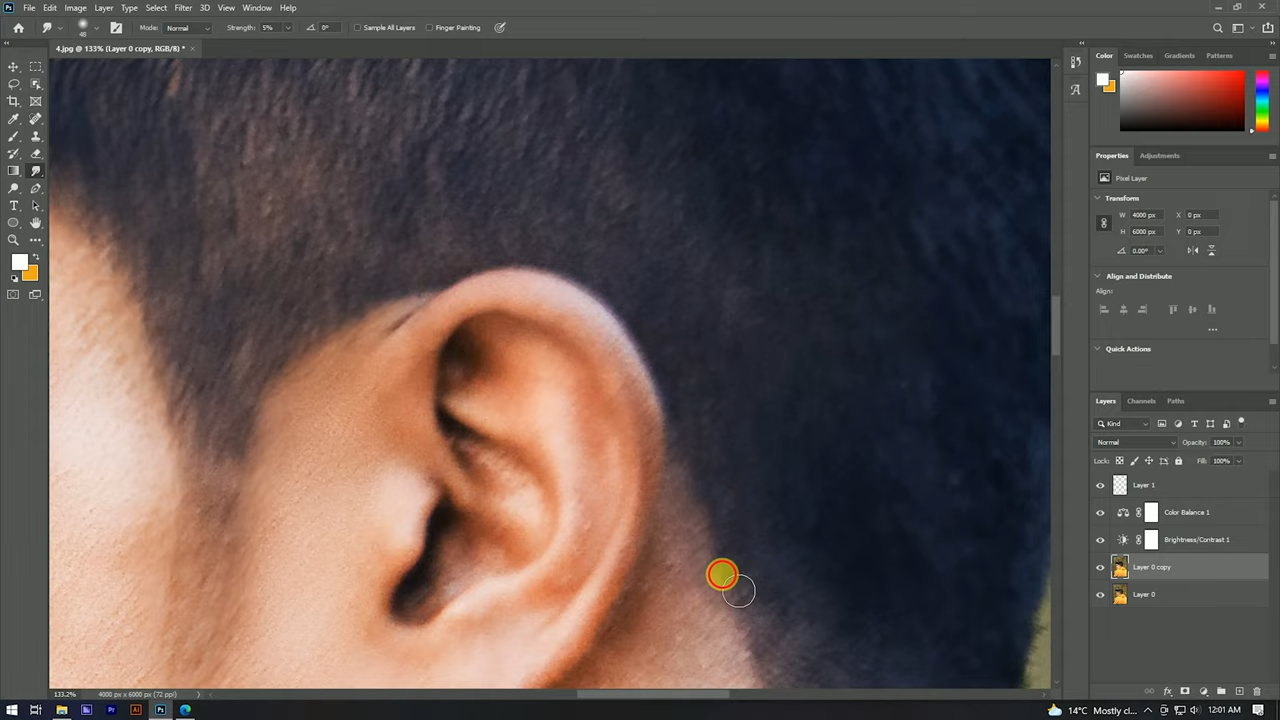 File Edit Image Layer Type Select Filter 3D View Window Help
Mode: Normal Strength: 5% 0° Sample All Layers Finger Painting
4.jpg @ 133% (Layer 0 copy, RGB/8) *
Color Swatches Gradients Patterns
Properties Adjustments
Pixel Layer
Transform
W 4000 px X 0 px
H 6000 px Y 0 px
0.00°
Align and Distribute
Align:
Quick Actions
Layers Channels Paths
Kind
Normal Opacity: 100%
Lock: Fill: 100%
Layer 1
Color Balance 1
Brightness/Contrast 1
Layer 0 copy
Layer 0
133.2% 4000 px x 6000 px (72 ppi)
14°C Mostly cl... 12:01 AM